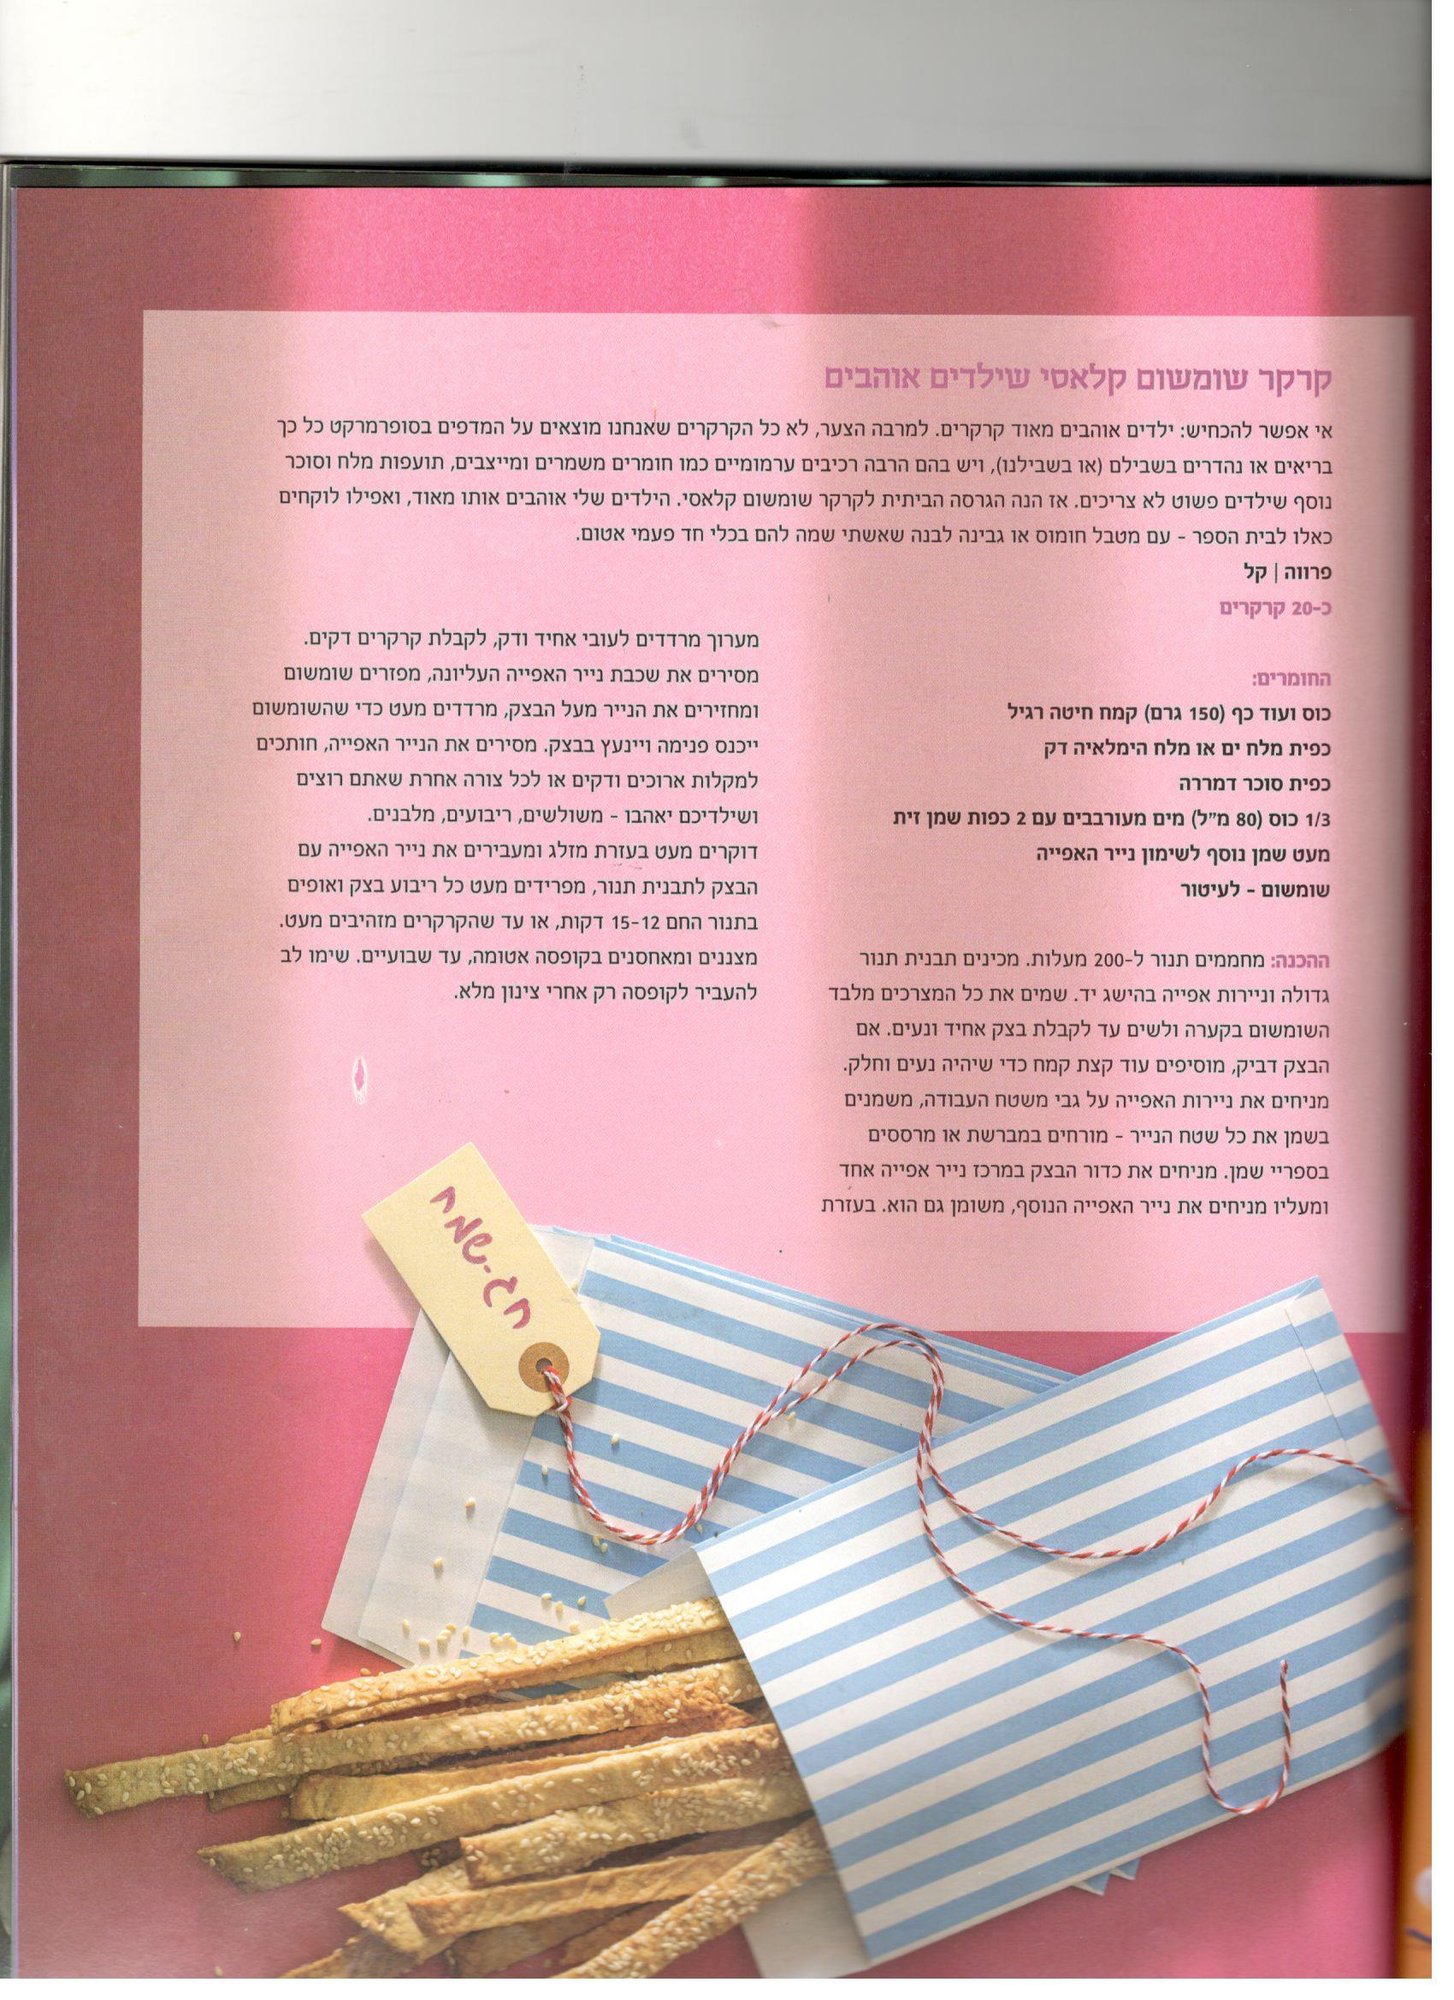 קרקר שומשום קלאסי שילדים אוהבים
אי אפשר להכחיש: ילדים אוהבים מאוד קרקרים. למרבה הצער, לא כל הקרקרים שאנחנו מוצאים על המדפים בסופרמרקט כל כך
בריאים או נהדרים בשבילם (או בשבילנו), ויש בהם הרבה רכיבים ערמומיים כמו חומרים משמרים ומייצבים, תועפות מלח וסוכר
נוסף שילדים פשוט לא צריכים. אז הנה הגרסה הביתית לקרקר שומשום קלאסי. הילדים שלי אוהבים אותו מאוד, ואפילו לוקחים
כאלו לבית הספר - עם מטבל חומוס או גבינה לבנה שאשתי שמה להם בכלי חד פעמי אטום.
פרווה | קל
כ-20 קרקרים
החומרים:
כוס ועוד כף (150 גרם) קמח חיטה רגיל
כפית מלח ים או מלח הימלאיה דק
כפית סוכר דמררה
1/3 כוס (80 מ"ל) מים מעורבבים עם 2 כפות שמן זית
מעט שמן נוסף לשימון נייר האפייה
שומשום - לעיטור
ההכנה: מחממים תנור ל-200 מעלות. מכינים תבנית תנור
גדולה וניירות אפייה בהישג יד. שמים את כל המצרכים מלבד
השומשום בקערה ולשים עד לקבלת בצק אחיד ונעים. אם
הבצק דביק, מוסיפים עוד קצת קמח כדי שיהיה נעים וחלק.
מניחים את ניירות האפייה על גבי משטח העבודה, משמנים
בשמן את כל שטח הנייר - מורחים במברשת או מרססים
בספריי שמן. מניחים את כדור הבצק במרכז נייר אפייה אחד
ומעליו מניחים את נייר האפייה הנוסף, משומן גם הוא. בעזרת
מערוך מרדדים לעובי אחיד ודק, לקבלת קרקרים דקים.
מסירים את שכבת נייר האפייה העליונה, מפזרים שומשום
ומחזירים את הנייר מעל הבצק, מרדדים מעט כדי שהשומשום
ייכנס פנימה ויינעץ בבצק. מסירים את הנייר האפייה, חותכים
למקלות ארוכים ודקים או לכל צורה אחרת שאתם רוצים
ושילדיכם יאהבו - משולשים, ריבועים, מלבנים.
דוקרים מעט בעזרת מזלג ומעבירים את נייר האפייה עם
הבצק לתבנית תנור, מפרידים מעט כל ריבוע בצק ואופים
בתנור החם 15-12 דקות, או עד שהקרקרים מזהיבים מעט.
מצננים ומאחסנים בקופסה אטומה, עד שבועיים. שימו לב
להעביר לקופסה רק אחרי צינון מלא.
חג-שמח